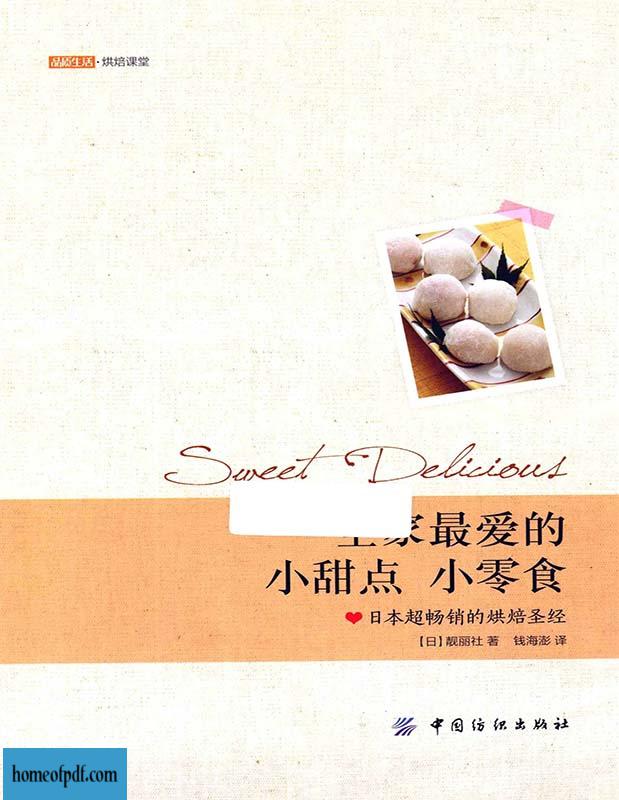 品质生活·烘焙课堂
Sweet Delicious
家最爱的
小甜点 小零食
❤日本超畅销的烘焙圣经
【日】靓丽社 著 钱海澎 译
中国纺织出版社
homeofpdf.com